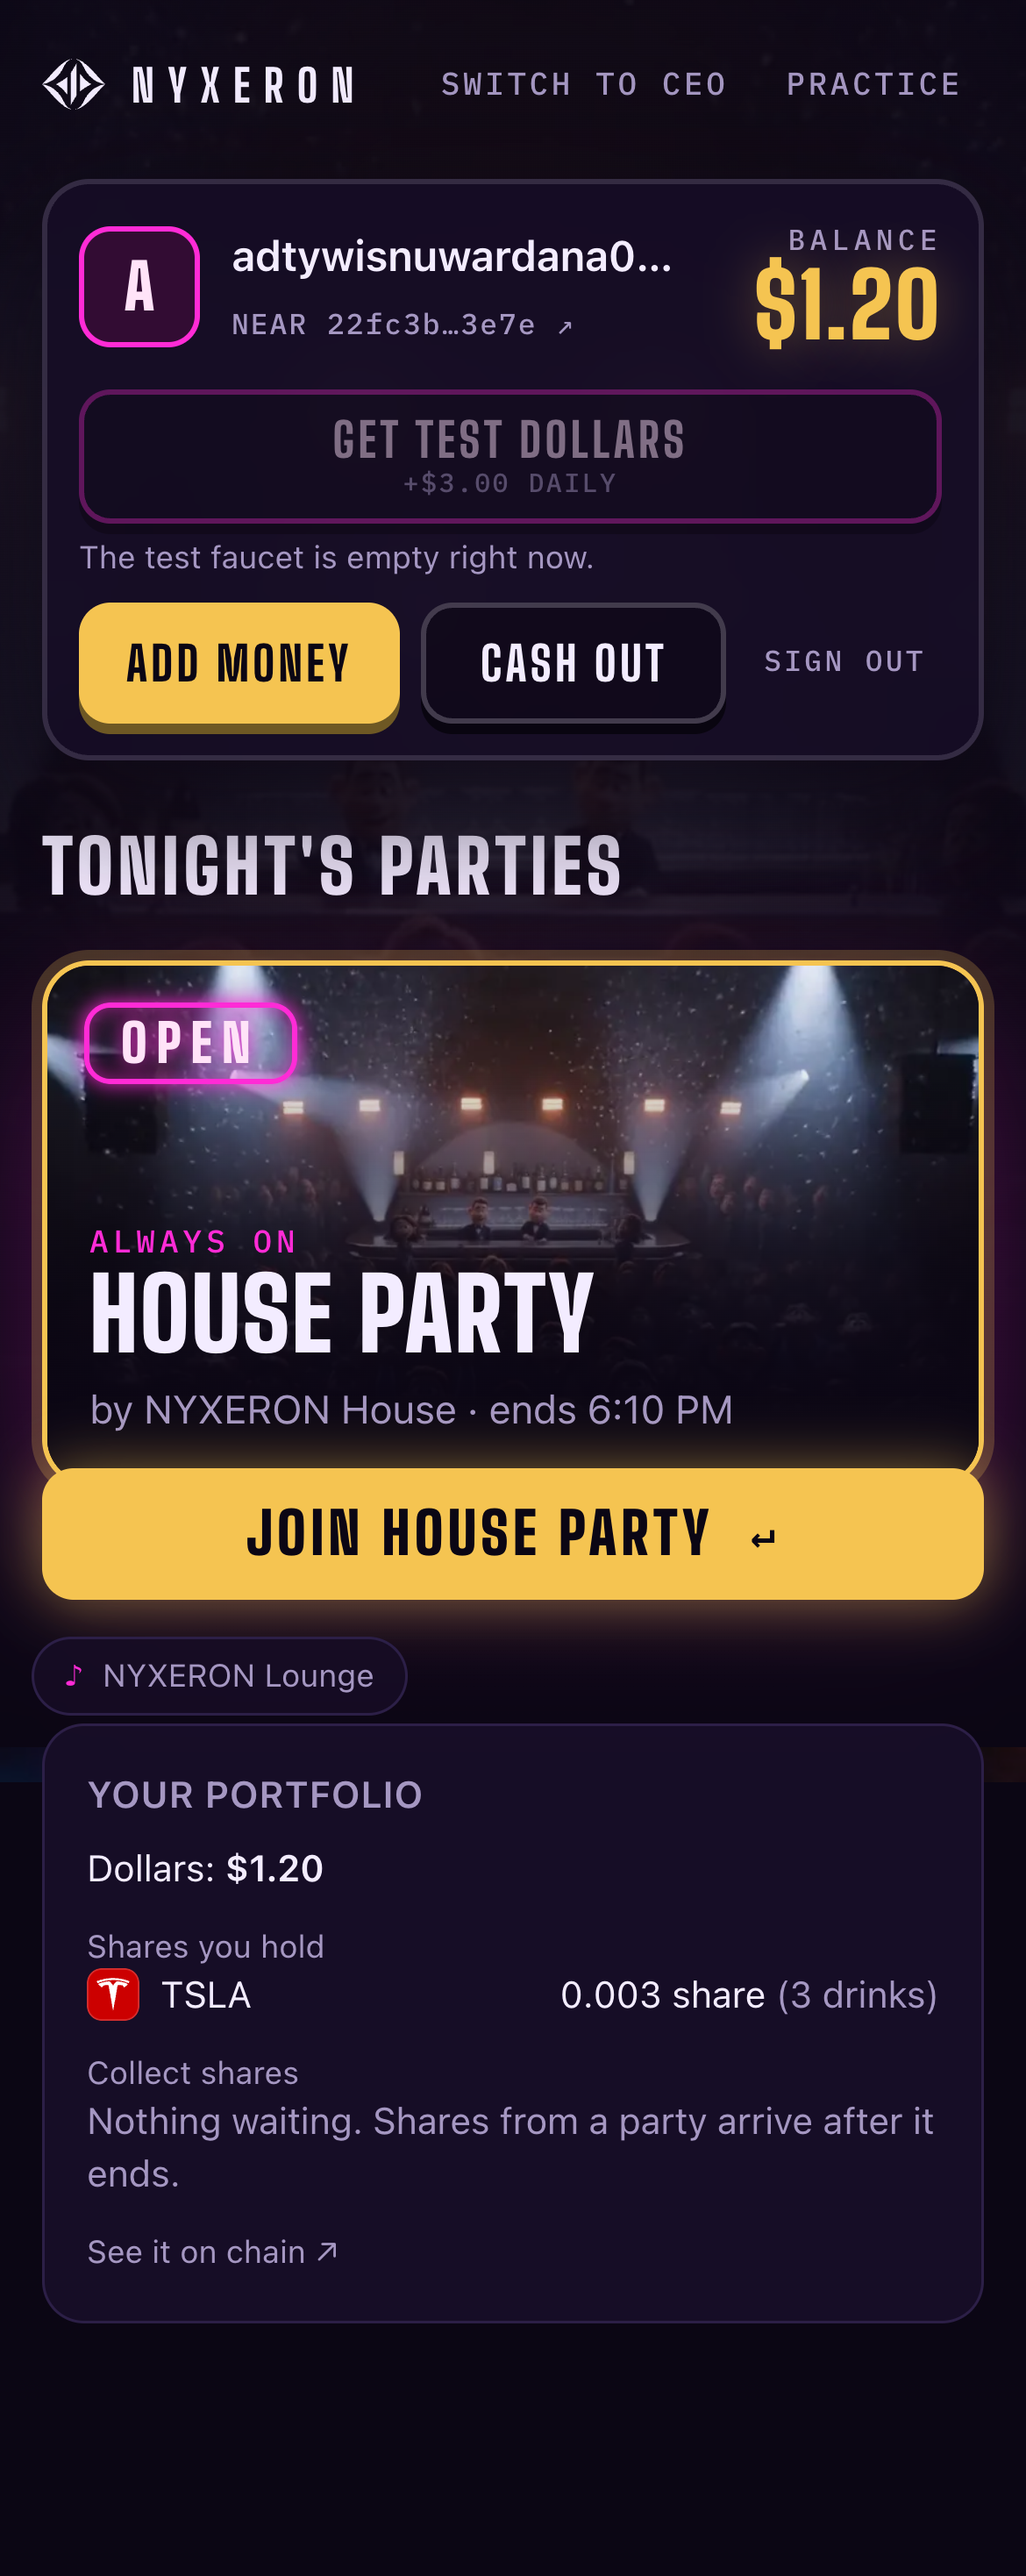 NYXERON
SWITCH TO CEO
PRACTICE
A
adtywisnuwardana0...
NEAR 22fc3b…3e7e ↗
BALANCE
$1.20
GET TEST DOLLARS
+$3.00 DAILY
The test faucet is empty right now.
ADD MONEY
CASH OUT
SIGN OUT
TONIGHT'S PARTIES
OPEN
ALWAYS ON
HOUSE PARTY
by NYXERON House · ends 6:10 PM
JOIN HOUSE PARTY ↵
♪ NYXERON Lounge
YOUR PORTFOLIO
Dollars: $1.20
Shares you hold
TSLA
0.003 share (3 drinks)
Collect shares
Nothing waiting. Shares from a party arrive after it
ends.
See it on chain ↗